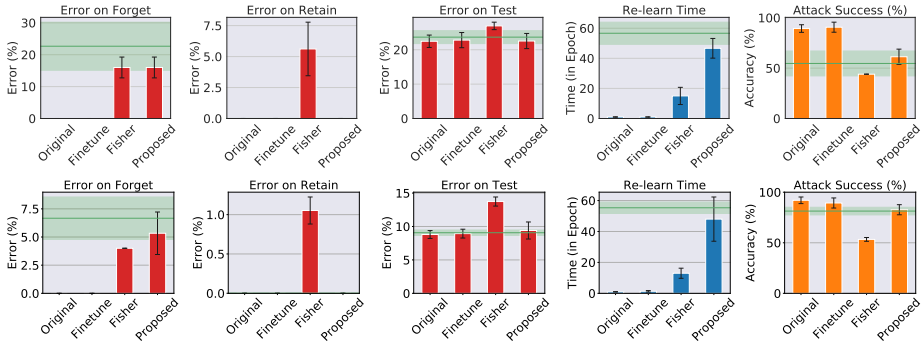 Error on Forget
Error (%)
30
20
10
0
Original
Finetune
Fisher
Proposed
Error on Retain
Error (%)
7.5
5.0
2.5
0.0
Original
Finetune
Fisher
Proposed
Error on Test
Error (%)
20
10
0
Original
Finetune
Fisher
Proposed
Re-learn Time
Time (in Epoch)
60
40
20
0
Original
Finetune
Fisher
Proposed
Attack Success (%)
Accuracy (%)
100
50
0
Original
Finetune
Fisher
Proposed
Error on Forget
Error (%)
7.5
5.0
2.5
0.0
Original
Finetune
Fisher
Proposed
Error on Retain
Error (%)
1.0
0.5
0.0
Original
Finetune
Fisher
Proposed
Error on Test
Error (%)
15
10
5
0
Original
Finetune
Fisher
Proposed
Re-learn Time
Time (in Epoch)
60
40
20
0
Original
Finetune
Fisher
Proposed
Attack Success (%)
Accuracy (%)
100
50
0
Original
Finetune
Fisher
Proposed